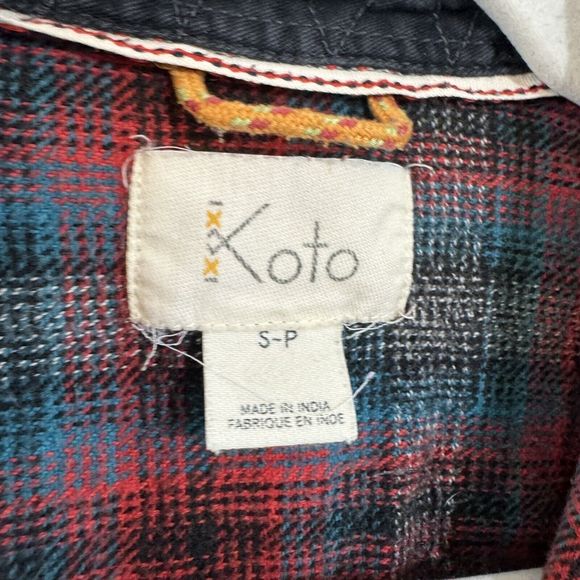 Koto
S-P
MADE IN INDIA
FABRIQUE EN INDE